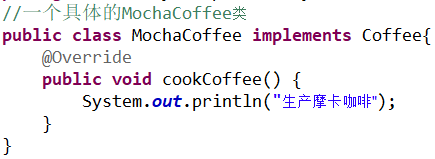 //一个具体的MochaCoffee类
public class MochaCoffee implements Coffee{
    @Override
    public void cookCoffee() {
        System.out.println("生产摩卡咖啡");
    }
}